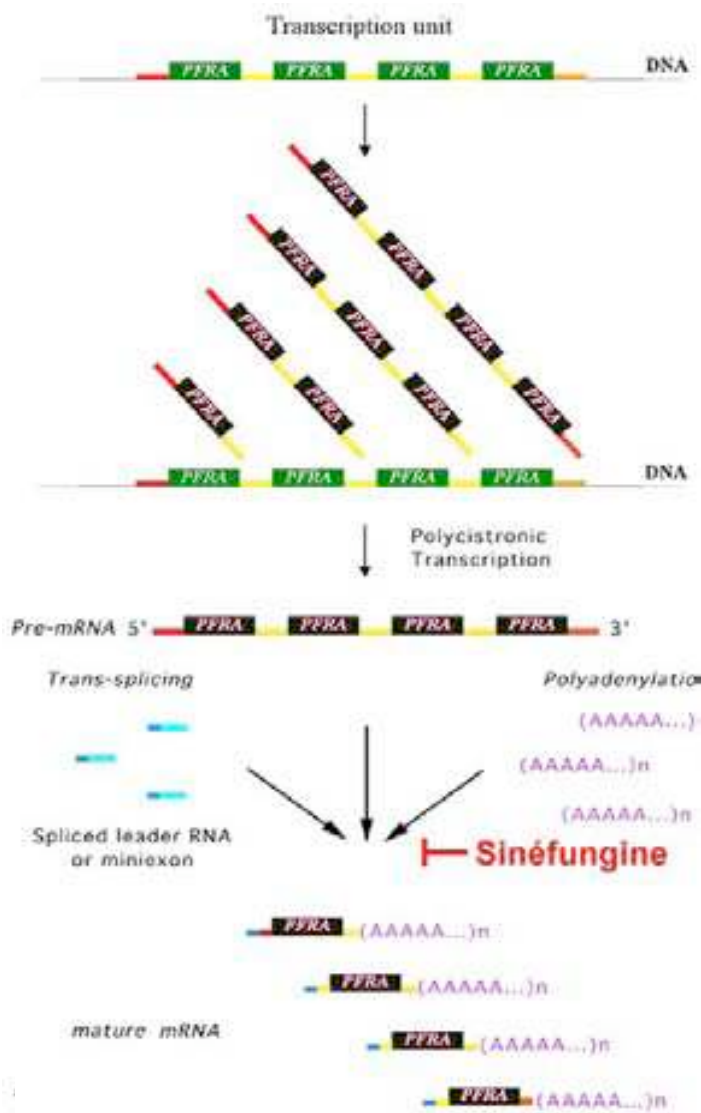 Transcription unit
PFRA PFRA PFRA PFRA DNA
PFRA
PFRA
PFRA
PFRA
PFRA
PFRA
PFRA
PFRA
PFRA
PFRA
PFRA PFRA PFRA PFRA DNA
Polycistronic
Transcription
Pre-mRNA 5' PFRA PFRA PFRA PFRA 3'
Trans-splicing
Polyadenylation
(AAAAA...)
(AAAAA...)n
(AAAAA...)n
Spliced leader RNA
or miniexon
Sinéfungine
PFRA (AAAAA...)n
PFRA (AAAAA...)n
mature mRNA
PFRA (AAAAA...)n
PFRA (AAAAA...)n